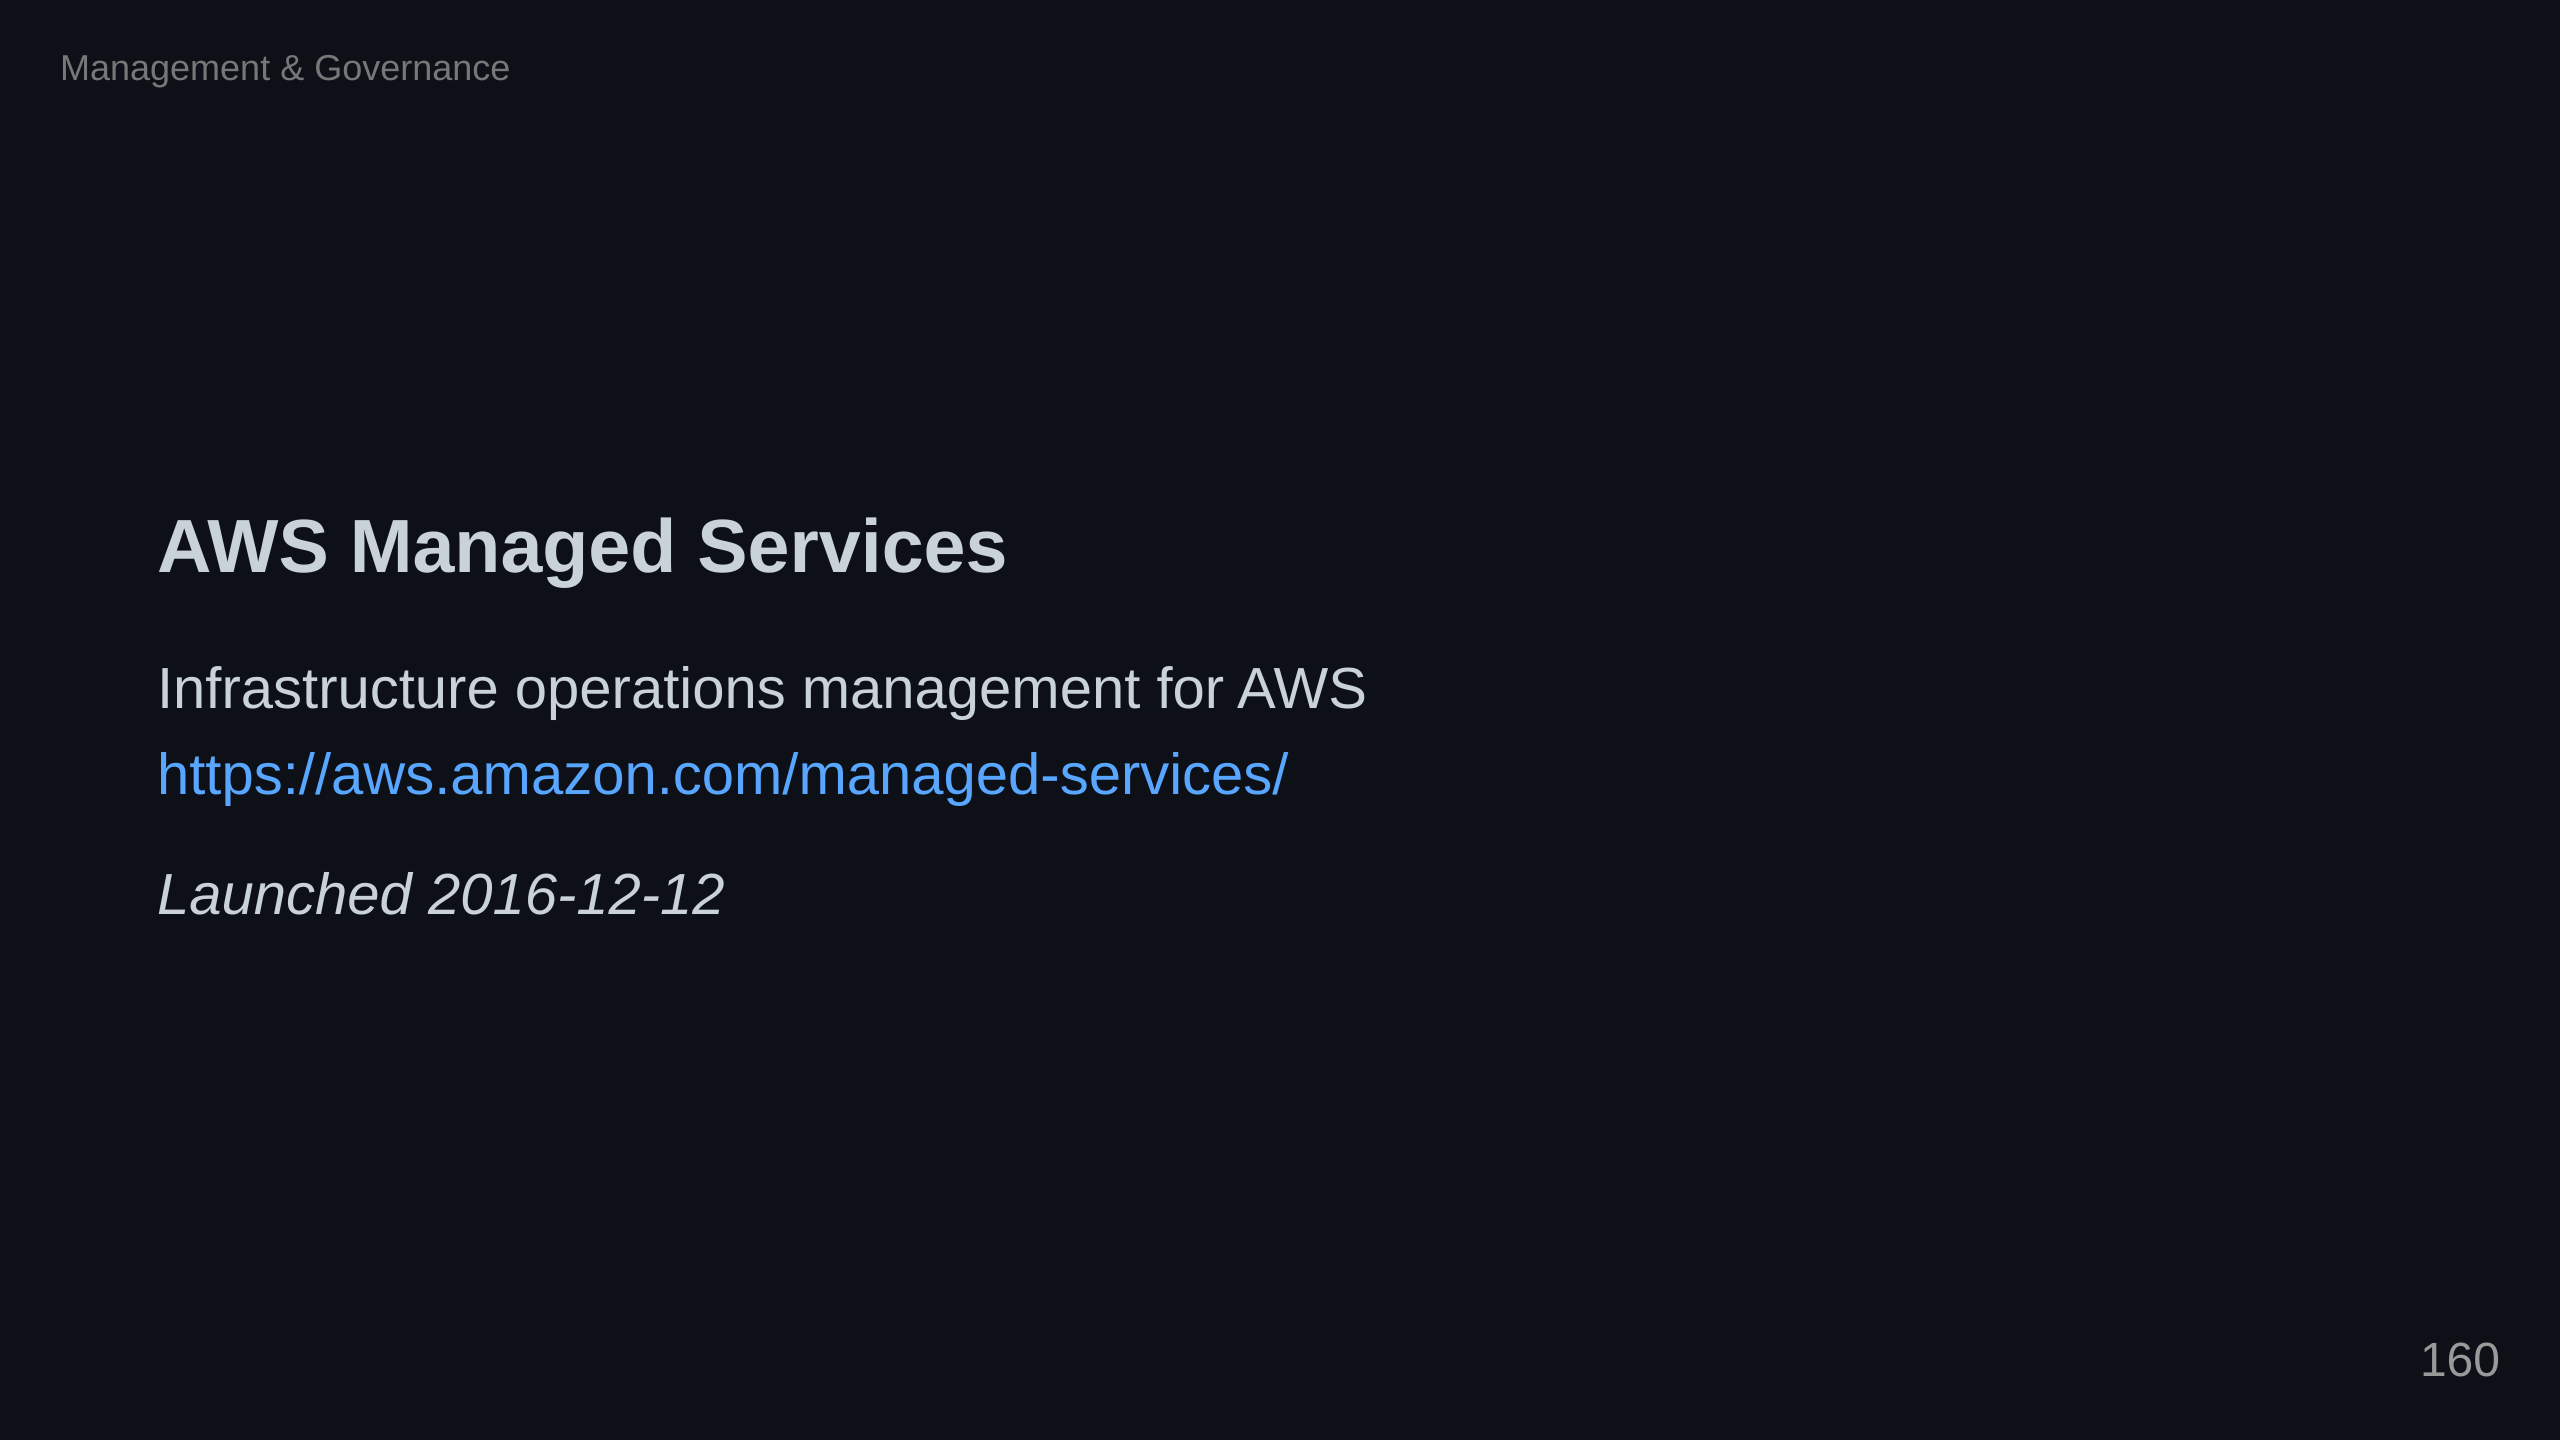 Management & Governance
AWS Managed Services
Infrastructure operations management for AWS
https://aws.amazon.com/managed-services/
Launched 2016-12-12
160